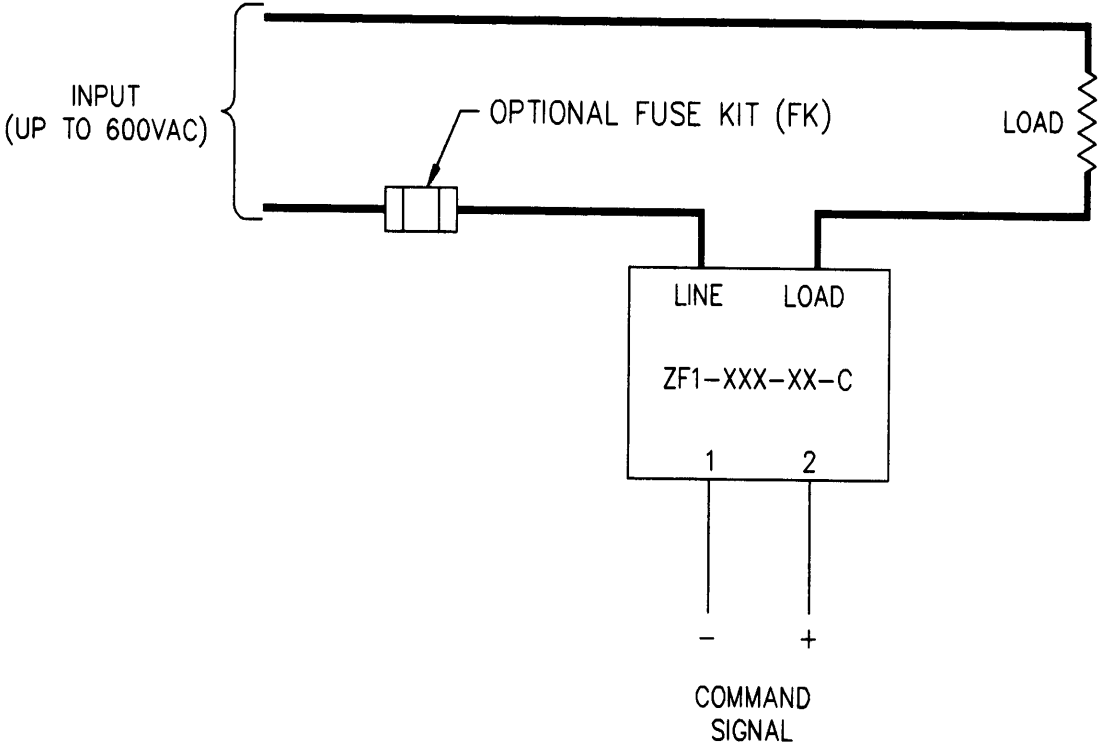 INPUT
(UP TO 600VAC)
OPTIONAL FUSE KIT (FK)
LOAD
LINE
LOAD
ZF1-XXX-XX-C
1
2
-
+
COMMAND
SIGNAL